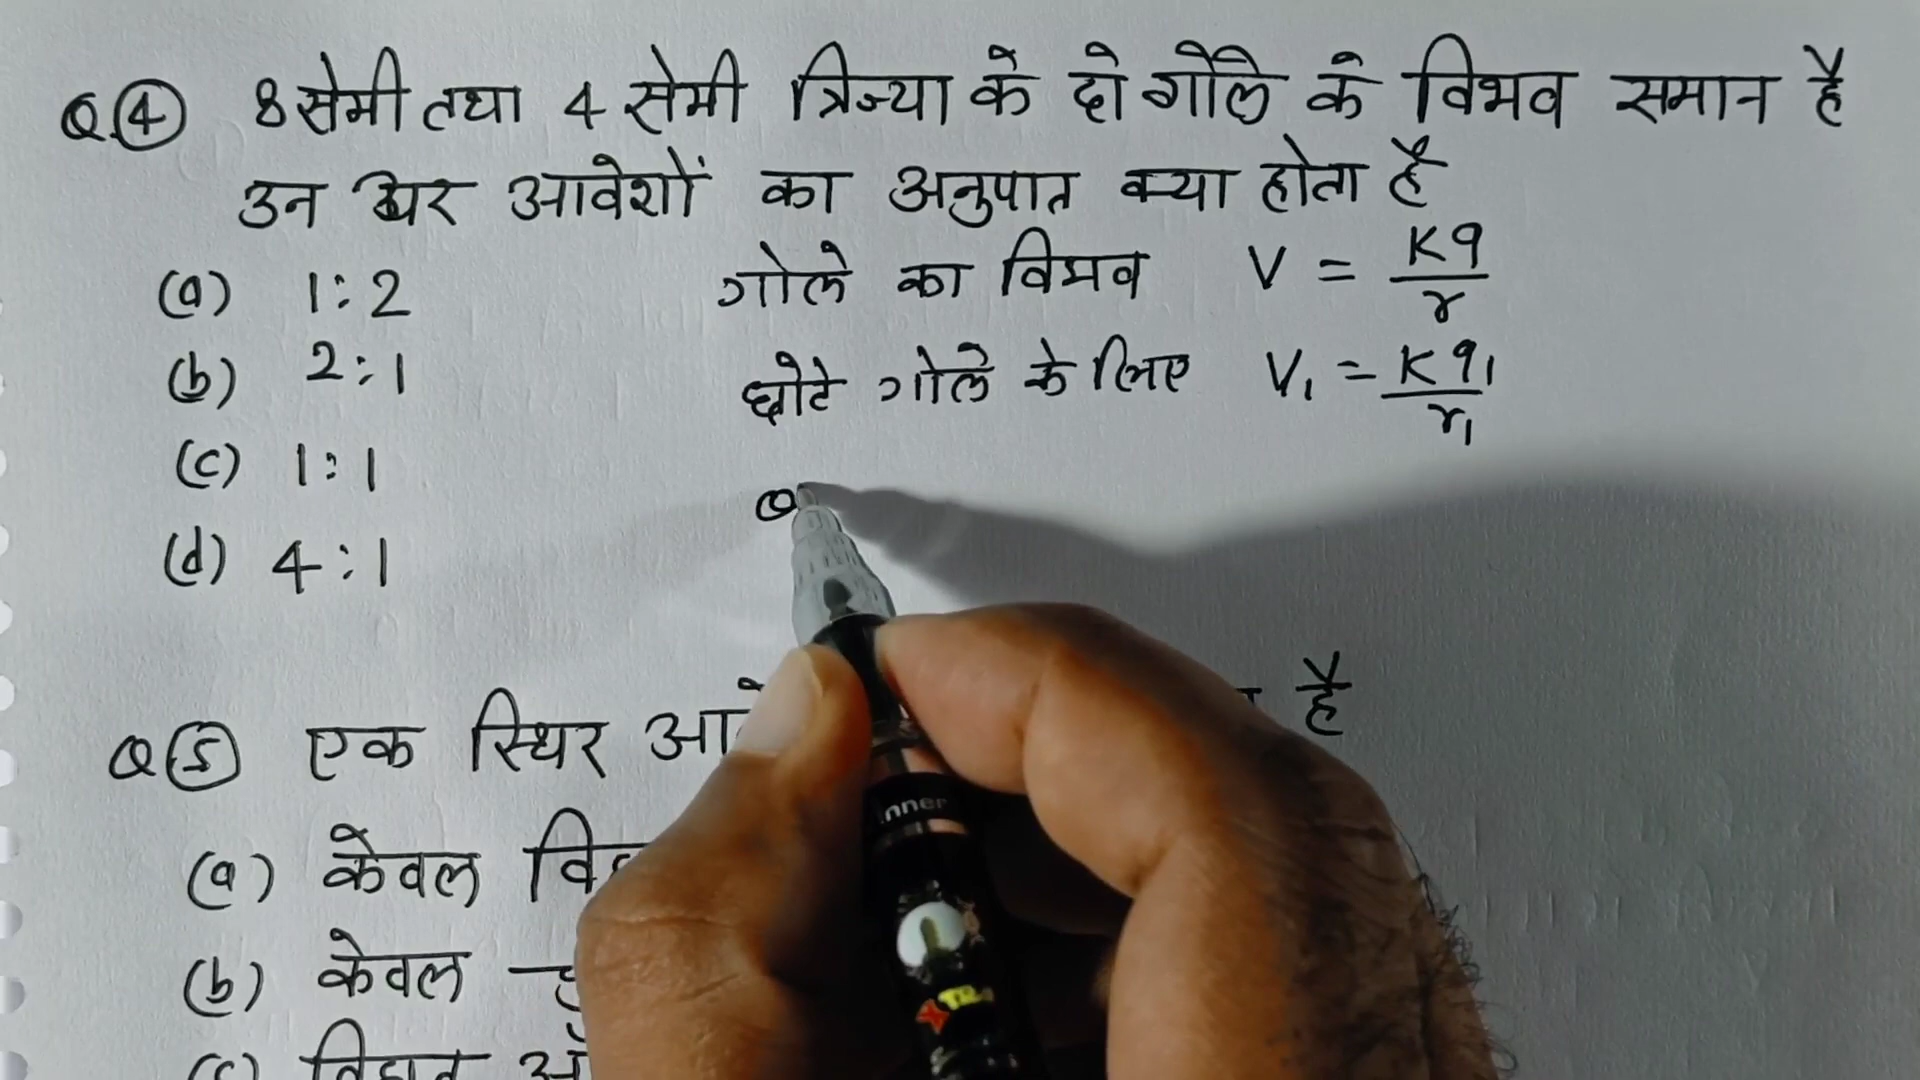 Q.④ 8 सेमी तथा 4 सेमी त्रिज्या के दो गोले के विभव समान है
उन पर आवेशों का अनुपात क्या होता है
(a) 1:2
गोले का विभव V = Kq/r
(b) 2:1
छोटे गोले के लिए V₁ = Kq₁/r₁
(c) 1:1
(d) 4:1
Q⑤ एक स्थिर है
(a) केवल
(b) केवल
(c)